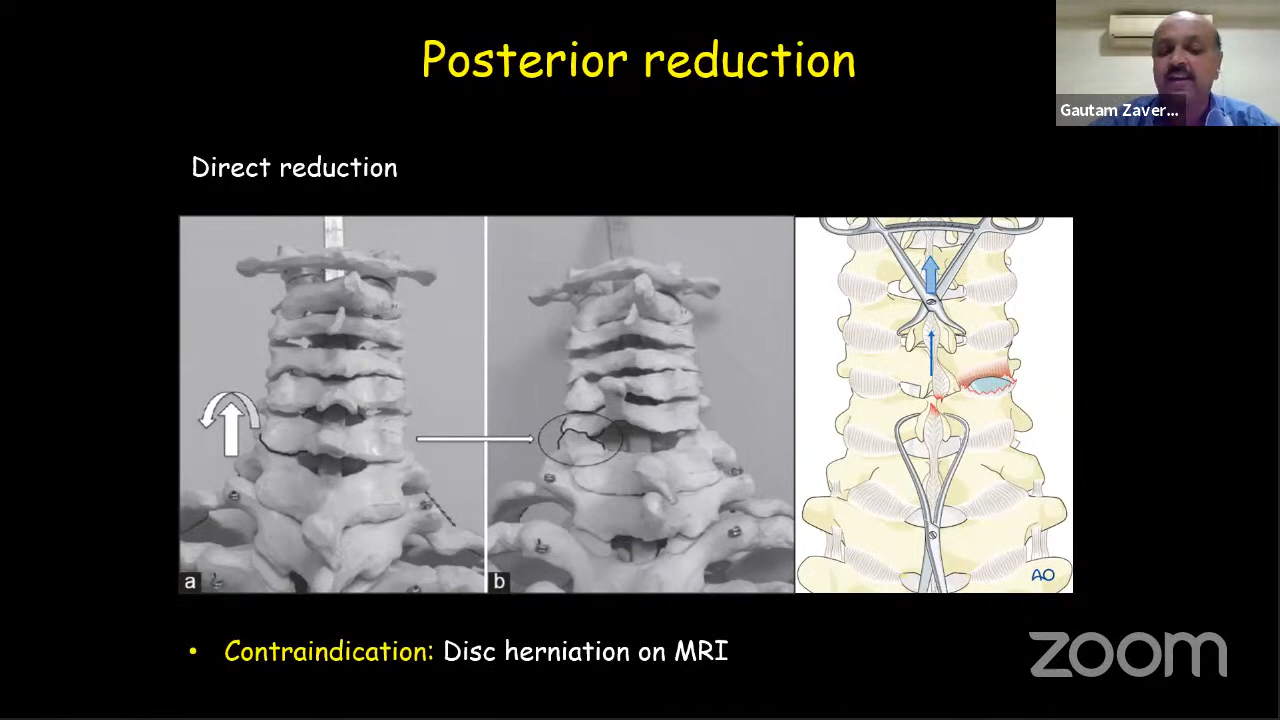 Posterior reduction
Gautam Zaver...
Direct reduction
a
b
AO
• Contraindication: Disc herniation on MRI
zoom